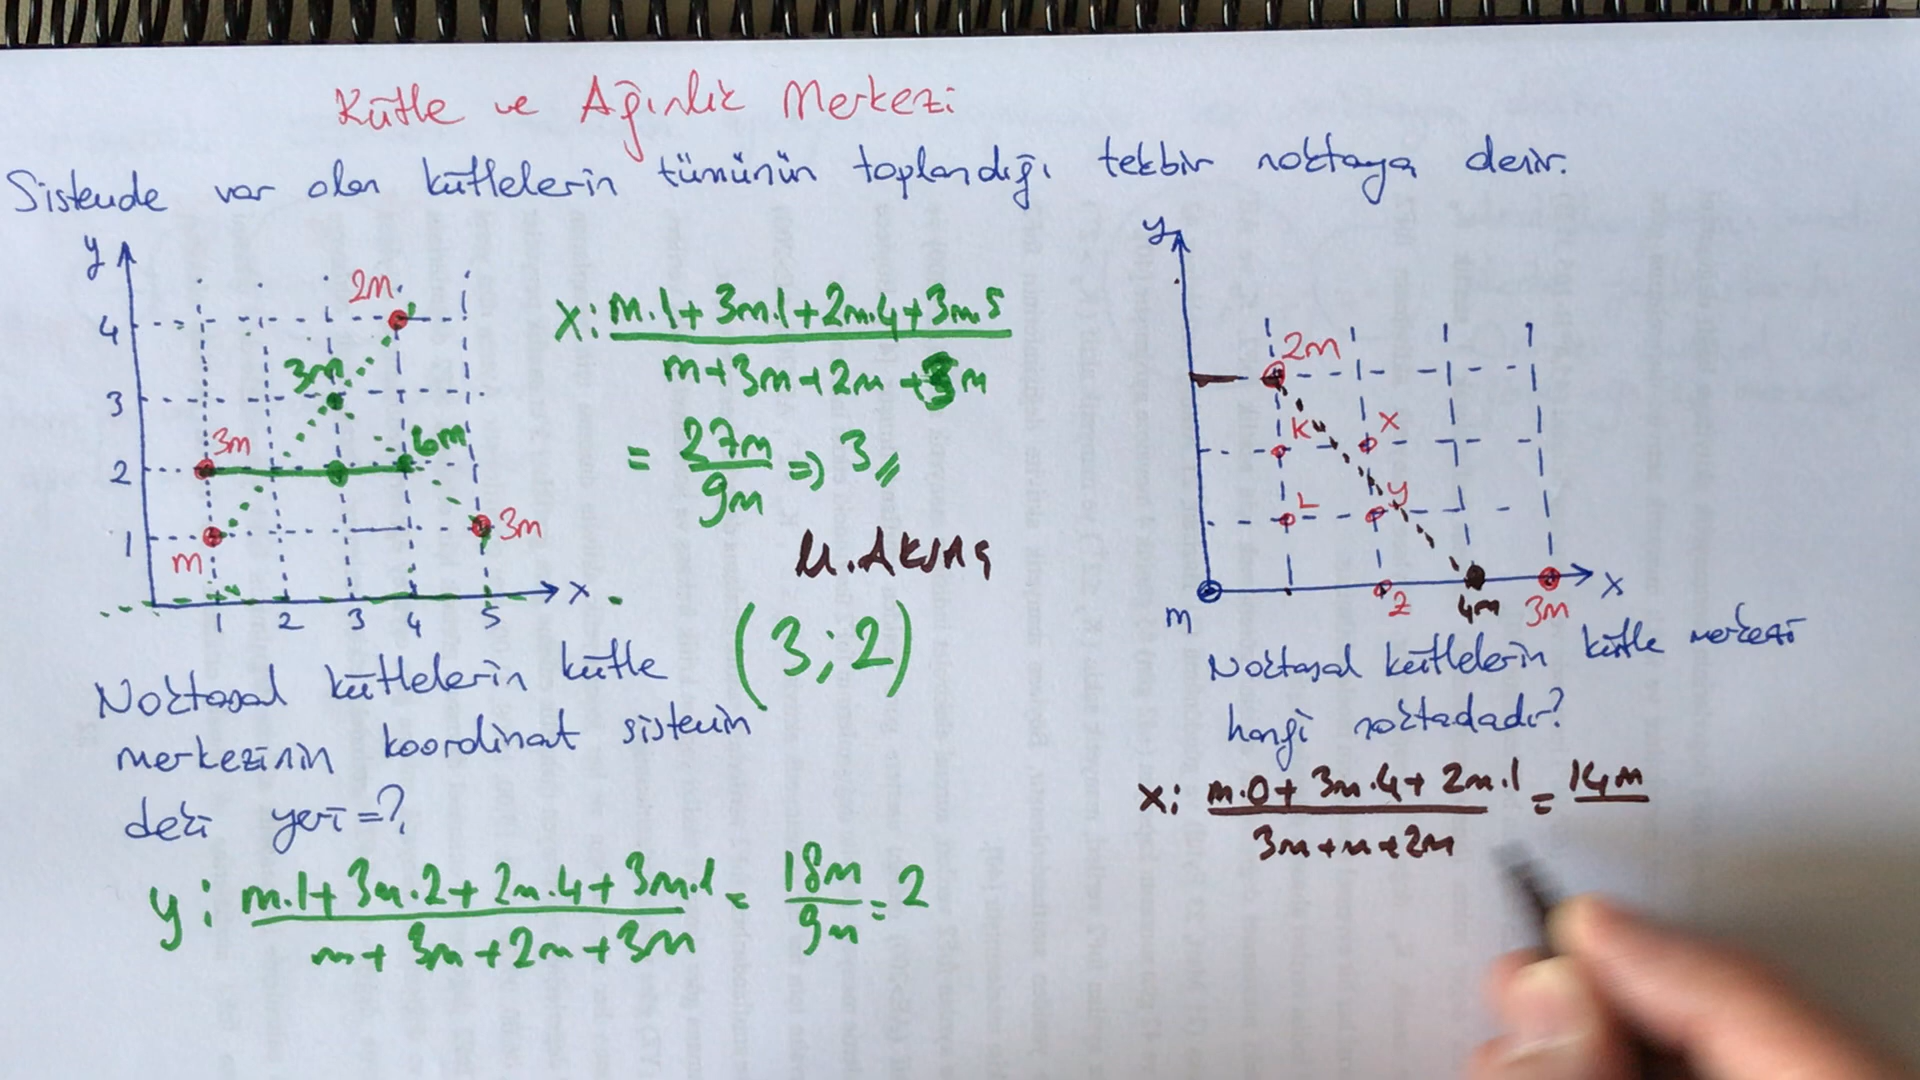 Kütle ve Ağırlık Merkezi
Sistemde var olan kütlelerin tümünün toplandığı tekbir noktaya denir.
y
4
3
2
1
1 2 3 4 5
x
2m
3m
3m
6m
m
3m
x: m.1+3m.1+2m.4+3m.5
m+3m+2m+3m
= 27m
9m
=> 3
M.AKSAÇ
(3;2)
Noktasal kütlelerin kütle
merkezinin koordinat sistemin
deki yeri=?
y: m.1+3m.2+2m.4+3m.1 = 18m = 2
m+3m+2m+3m 9m
y
2m
K X
L Y
m Z 4m 3m x
Noktasal kütlelerin kütle merkezi
hangi noktadadır?
x: m.0+3m.4+2m.1 = 14m
3m+m+2m